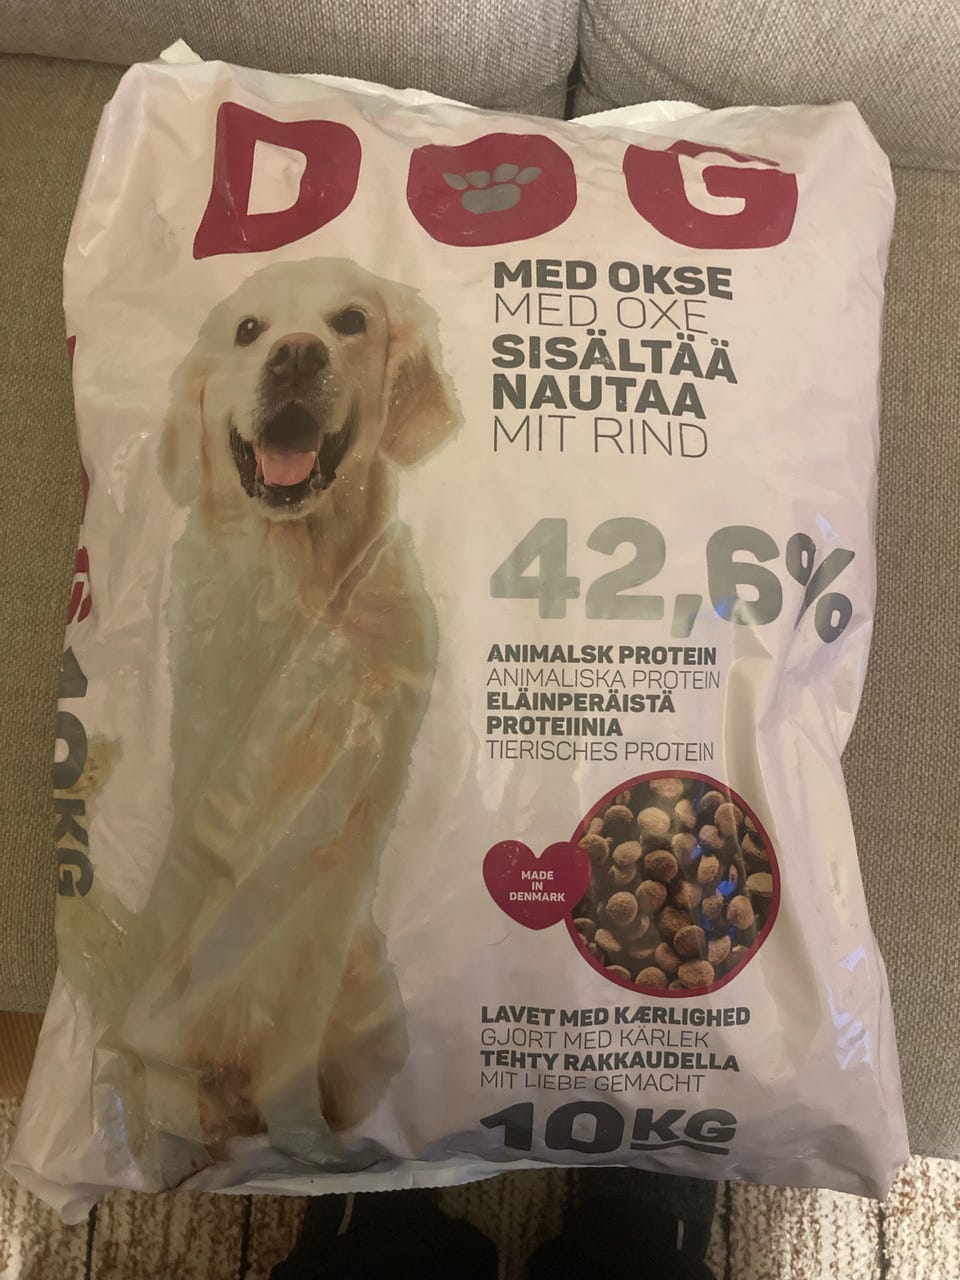 DOG
MED OKSE
MED OXE
SISÄLTÄÄ
NAUTAA
MIT RIND
42,6%
ANIMALSK PROTEIN
ANIMALISKA PROTEIN
ELÄINPERÄISTÄ
PROTEIINIA
TIERISCHES PROTEIN
MADE
IN
DENMARK
LAVET MED KÆRLIGHED
GJORT MED KÄRLEK
TEHTY RAKKAUDELLA
MIT LIEBE GEMACHT
10KG
10KG